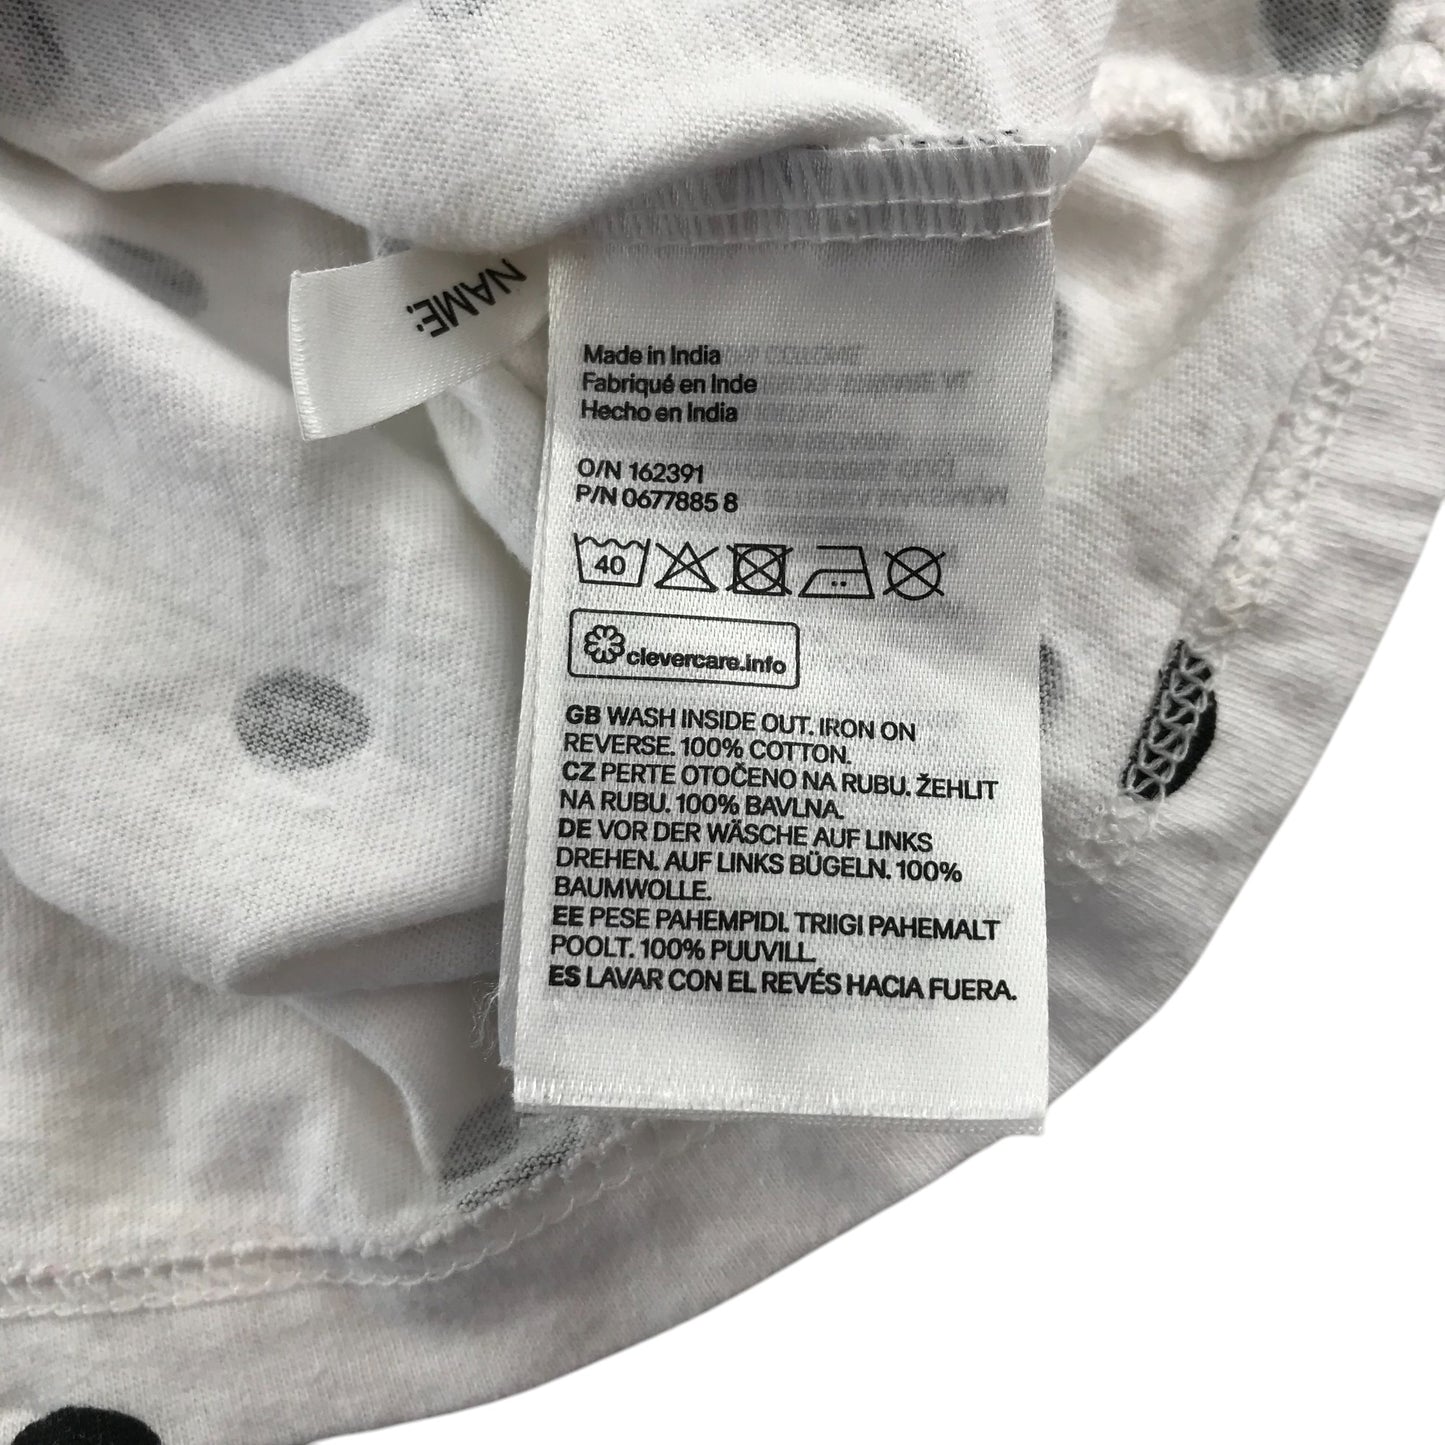 NAME:
Made in India
Fabriqué en Inde
Hecho en India
O/N 162391
P/N 0677885 8
40
clevercare.info
GB WASH INSIDE OUT. IRON ON
REVERSE. 100% COTTON.
CZ PERTE OTOČENO NA RUBU. ŽEHLIT
NA RUBU. 100% BAVLNA.
DE VOR DER WÄSCHE AUF LINKS
DREHEN. AUF LINKS BÜGELN. 100%
BAUMWOLLE.
EE PESE PAHEMPIDI. TRIIGI PAHEMALT
POOLT. 100% PUUVILL.
ES LAVAR CON EL REVÉS HACIA FUERA.